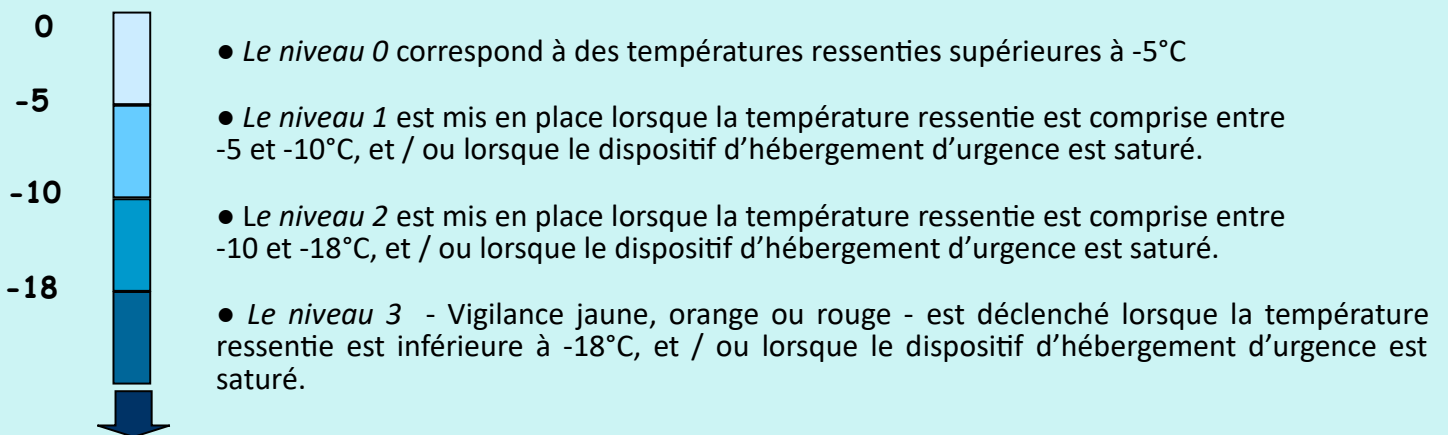 0
● Le niveau 0 correspond à des températures ressenties supérieures à -5°C
-5
● Le niveau 1 est mis en place lorsque la température ressentie est comprise entre
-5 et -10°C, et / ou lorsque le dispositif d’hébergement d’urgence est saturé.
-10
● Le niveau 2 est mis en place lorsque la température ressentie est comprise entre
-10 et -18°C, et / ou lorsque le dispositif d’hébergement d’urgence est saturé.
-18
● Le niveau 3 - Vigilance jaune, orange ou rouge - est déclenché lorsque la température
ressentie est inférieure à -18°C, et / ou lorsque le dispositif d’hébergement d’urgence est
saturé.